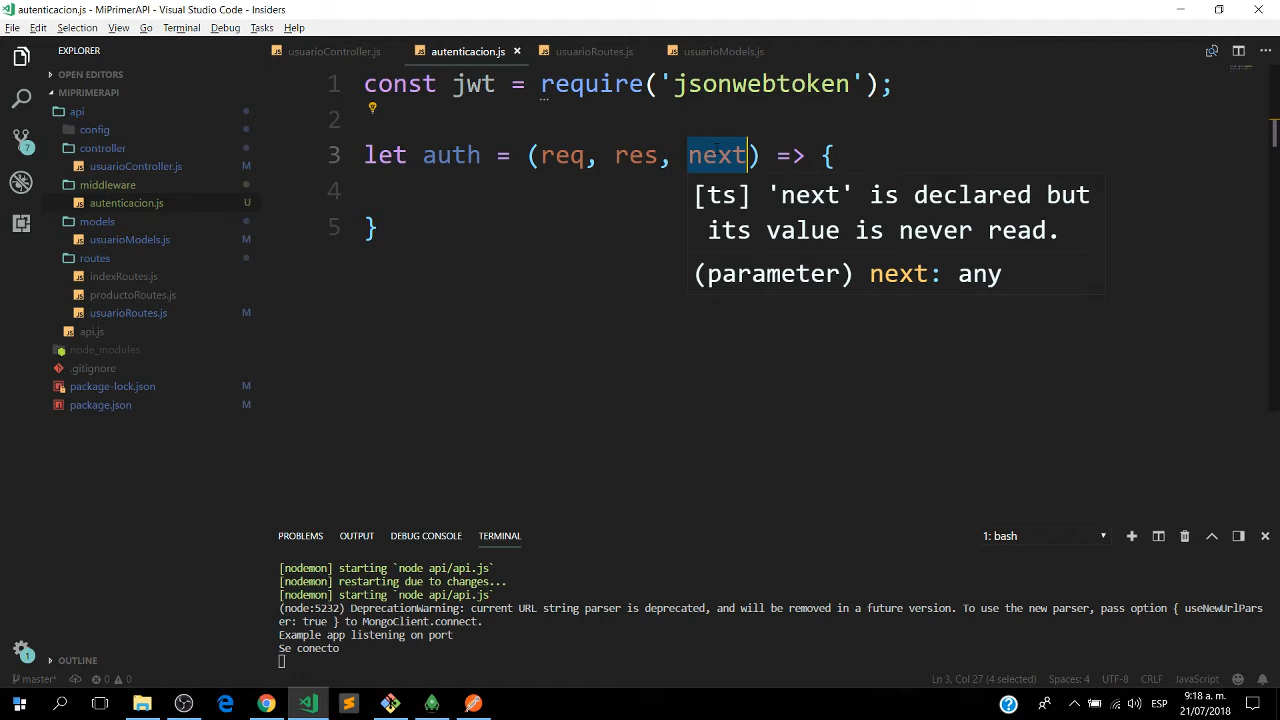 autenticacion.js - MiPrimerAPI - Visual Studio Code - Insiders
File Edit Selection View Go Terminal Debug Tasks Help
EXPLORER
usuarioController.js
autenticacion.js
usuarioRoutes.js
usuarioModels.js
OPEN EDITORS
MIPRIMERAPI
api
config
controller
usuarioController.js M
middleware
autenticacion.js U
models
usuarioModels.js M
routes
indexRoutes.js
productoRoutes.js
usuarioRoutes.js M
api.js
node_modules
.gitignore
package-lock.json M
package.json M
OUTLINE
7
1
1 const jwt = require('jsonwebtoken');
2
3 let auth = (req, res, next) => {
4
5 }
[ts] 'next' is declared but
its value is never read.
(parameter) next: any
PROBLEMS OUTPUT DEBUG CONSOLE TERMINAL
1: bash
[nodemon] starting `node api/api.js`
[nodemon] restarting due to changes...
[nodemon] starting `node api/api.js`
(node:5232) DeprecationWarning: current URL string parser is deprecated, and will be removed in a future version. To use the new parser, pass option { useNewUrlPars
er: true } to MongoClient.connect.
Example app listening on port
Se conecto
master* 0 0
Ln 3, Col 27 (4 selected) Spaces: 4 UTF-8 CRLF JavaScript
ESP
9:18 a. m.
21/07/2018